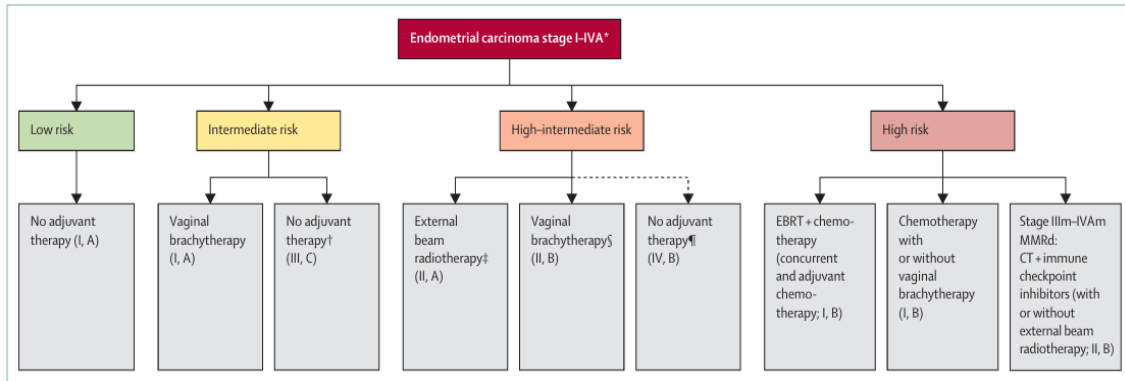 Endometrial carcinoma stage I–IVA*
Low risk
Intermediate risk
High–intermediate risk
High risk
No adjuvant
therapy (I, A)
Vaginal
brachytherapy
(I, A)
No adjuvant
therapy†
(III, C)
External
beam
radiotherapy‡
(II, A)
Vaginal
brachytherapy§
(II, B)
No adjuvant
therapy¶
(IV, B)
EBRT + chemo-
therapy
(concurrent
and adjuvant
chemo-
therapy; I, B)
Chemotherapy
with
or without
vaginal
brachytherapy
(I, B)
Stage IIIm–IVAm
MMRd:
CT + immune
checkpoint
inhibitors (with
or without
external beam
radiotherapy; II, B)